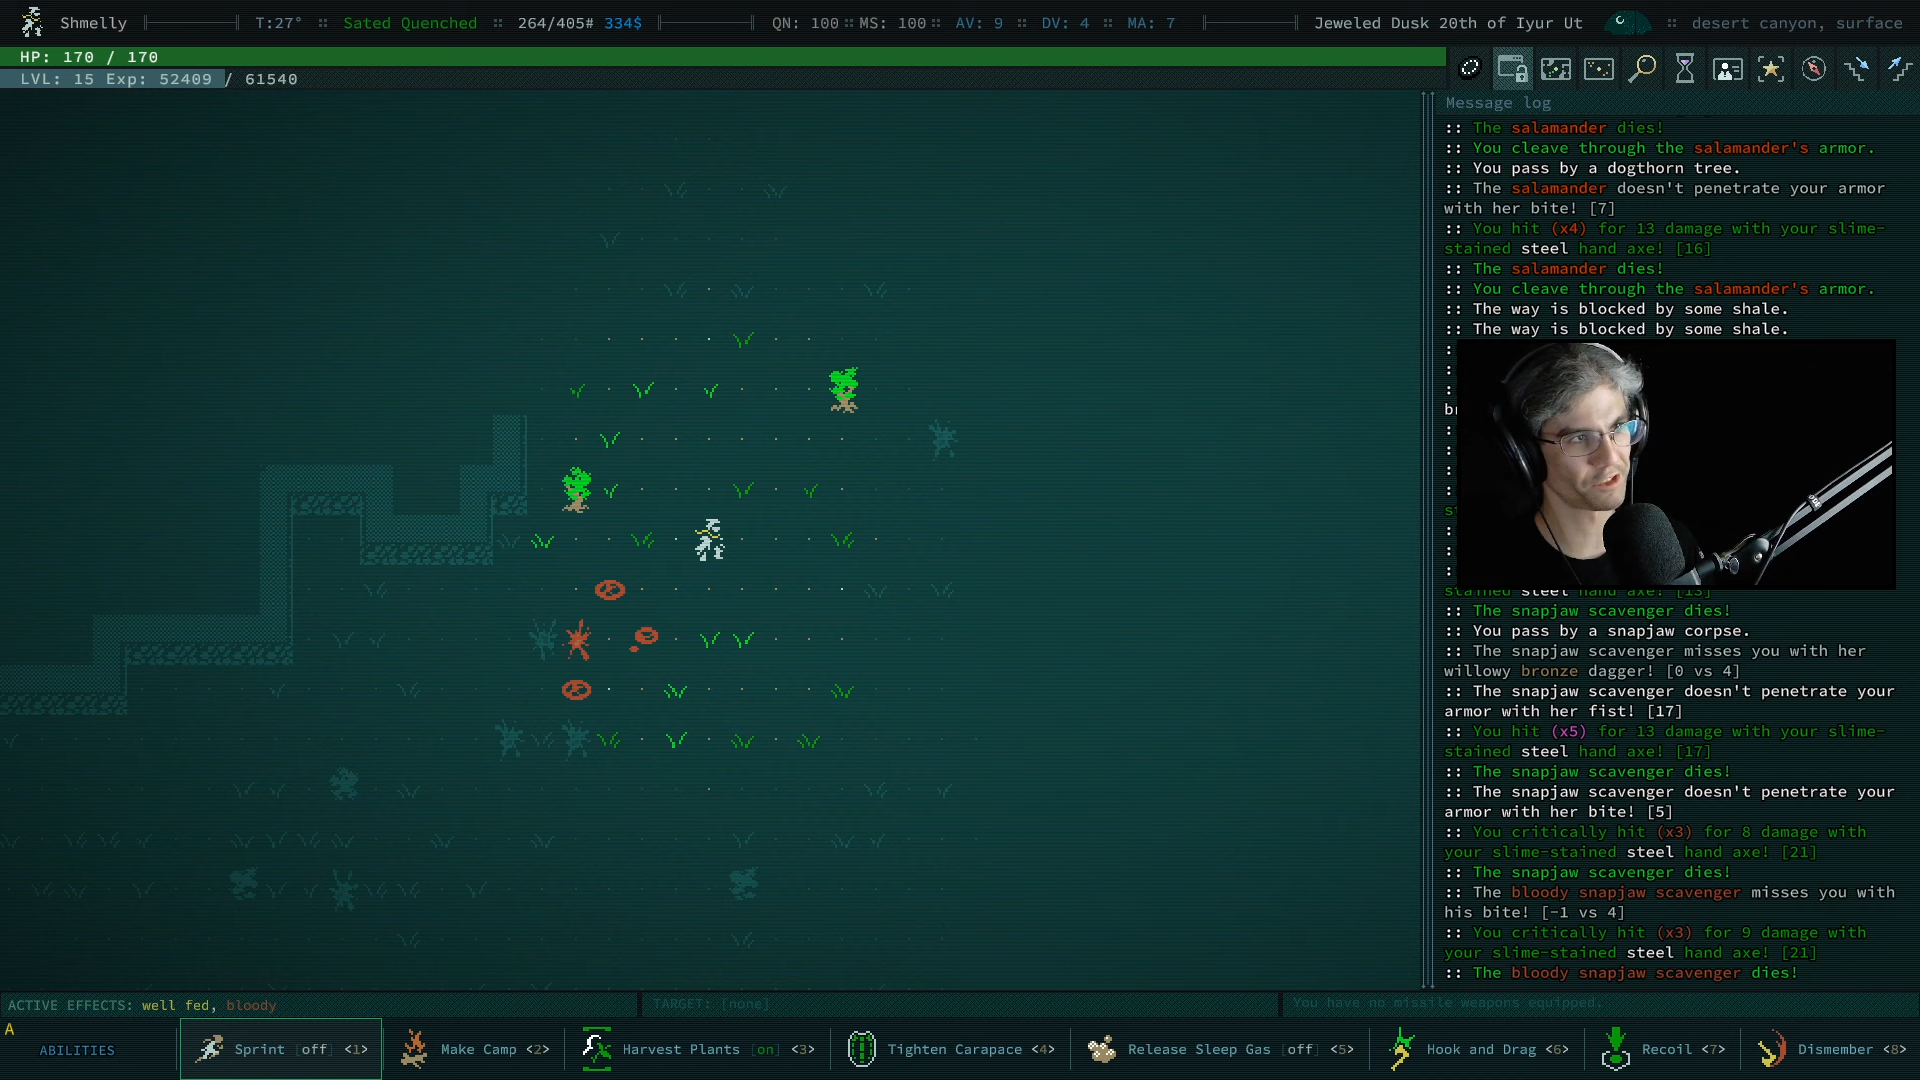 Shmelly T:27° :: Sated Quenched :: 264/405# 334$ QN: 100 :: MS: 100 :: AV: 9 :: DV: 4 :: MA: 7 Jeweled Dusk 20th of Iyur Ut :: desert canyon, surface
HP: 170 / 170
LVL: 15 Exp: 52409 / 61540
Message log
:: The salamander dies!
:: You cleave through the salamander's armor.
:: You pass by a dogthorn tree.
:: The salamander doesn't penetrate your armor
with her bite! [7]
:: You hit (x4) for 13 damage with your slime-
stained steel hand axe! [16]
:: The salamander dies!
:: You cleave through the salamander's armor.
:: The way is blocked by some shale.
:: The way is blocked by some shale.
stained steel hand axe! [13]
:: The snapjaw scavenger dies!
:: You pass by a snapjaw corpse.
:: The snapjaw scavenger misses you with her
willowy bronze dagger! [0 vs 4]
:: The snapjaw scavenger doesn't penetrate your
armor with her fist! [17]
:: You hit (x5) for 13 damage with your slime-
stained steel hand axe! [17]
:: The snapjaw scavenger dies!
:: The snapjaw scavenger doesn't penetrate your
armor with her bite! [5]
:: You critically hit (x3) for 8 damage with
your slime-stained steel hand axe! [21]
:: The snapjaw scavenger dies!
:: The bloody snapjaw scavenger misses you with
his bite! [-1 vs 4]
:: You critically hit (x3) for 9 damage with
your slime-stained steel hand axe! [21]
:: The bloody snapjaw scavenger dies!
ACTIVE EFFECTS: well fed, bloody
TARGET: [none]
You have no missile weapons equipped.
A
ABILITIES
Sprint [off] <1>
Make Camp <2>
Harvest Plants [on] <3>
Tighten Carapace <4>
Release Sleep Gas [off] <5>
Hook and Drag <6>
Recoil <7>
Dismember <8>